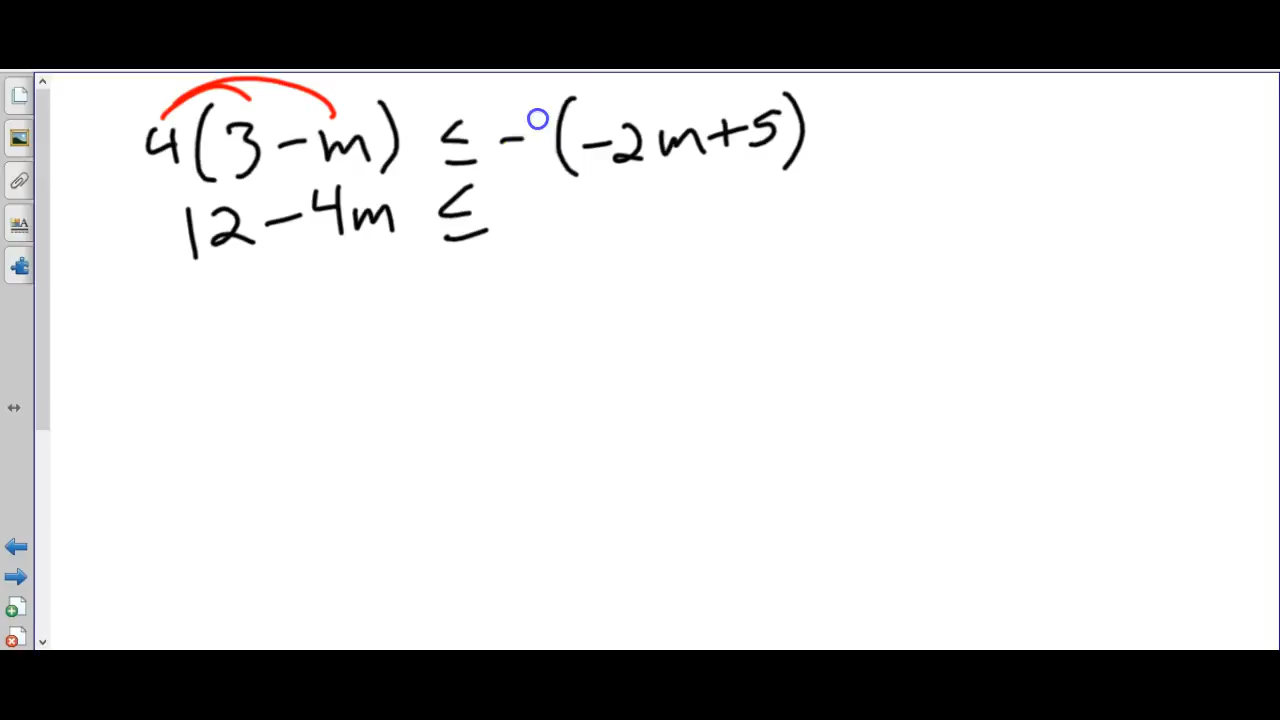 4(3-m) ≤ -(-2m+5)
12-4m ≤